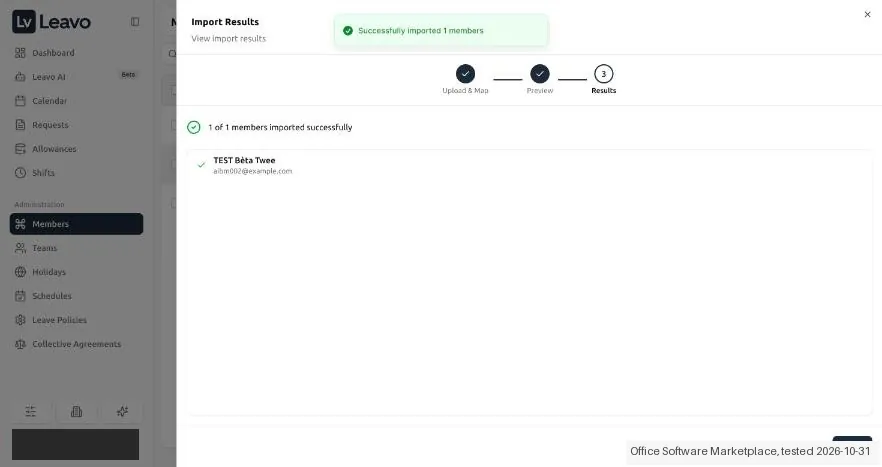 Lv Leavo
Dashboard
Leavo AI
Beta
Calendar
Requests
Allowances
Shifts
Administration
Members
Teams
Holidays
Schedules
Leave Policies
Collective Agreements
Import Results
View import results
Successfully imported 1 members
Upload & Map
Preview
3
Results
1 of 1 members imported successfully
TEST Bèta Twee
aibm002@example.com
Office Software Marketplace, tested 2026-10-31